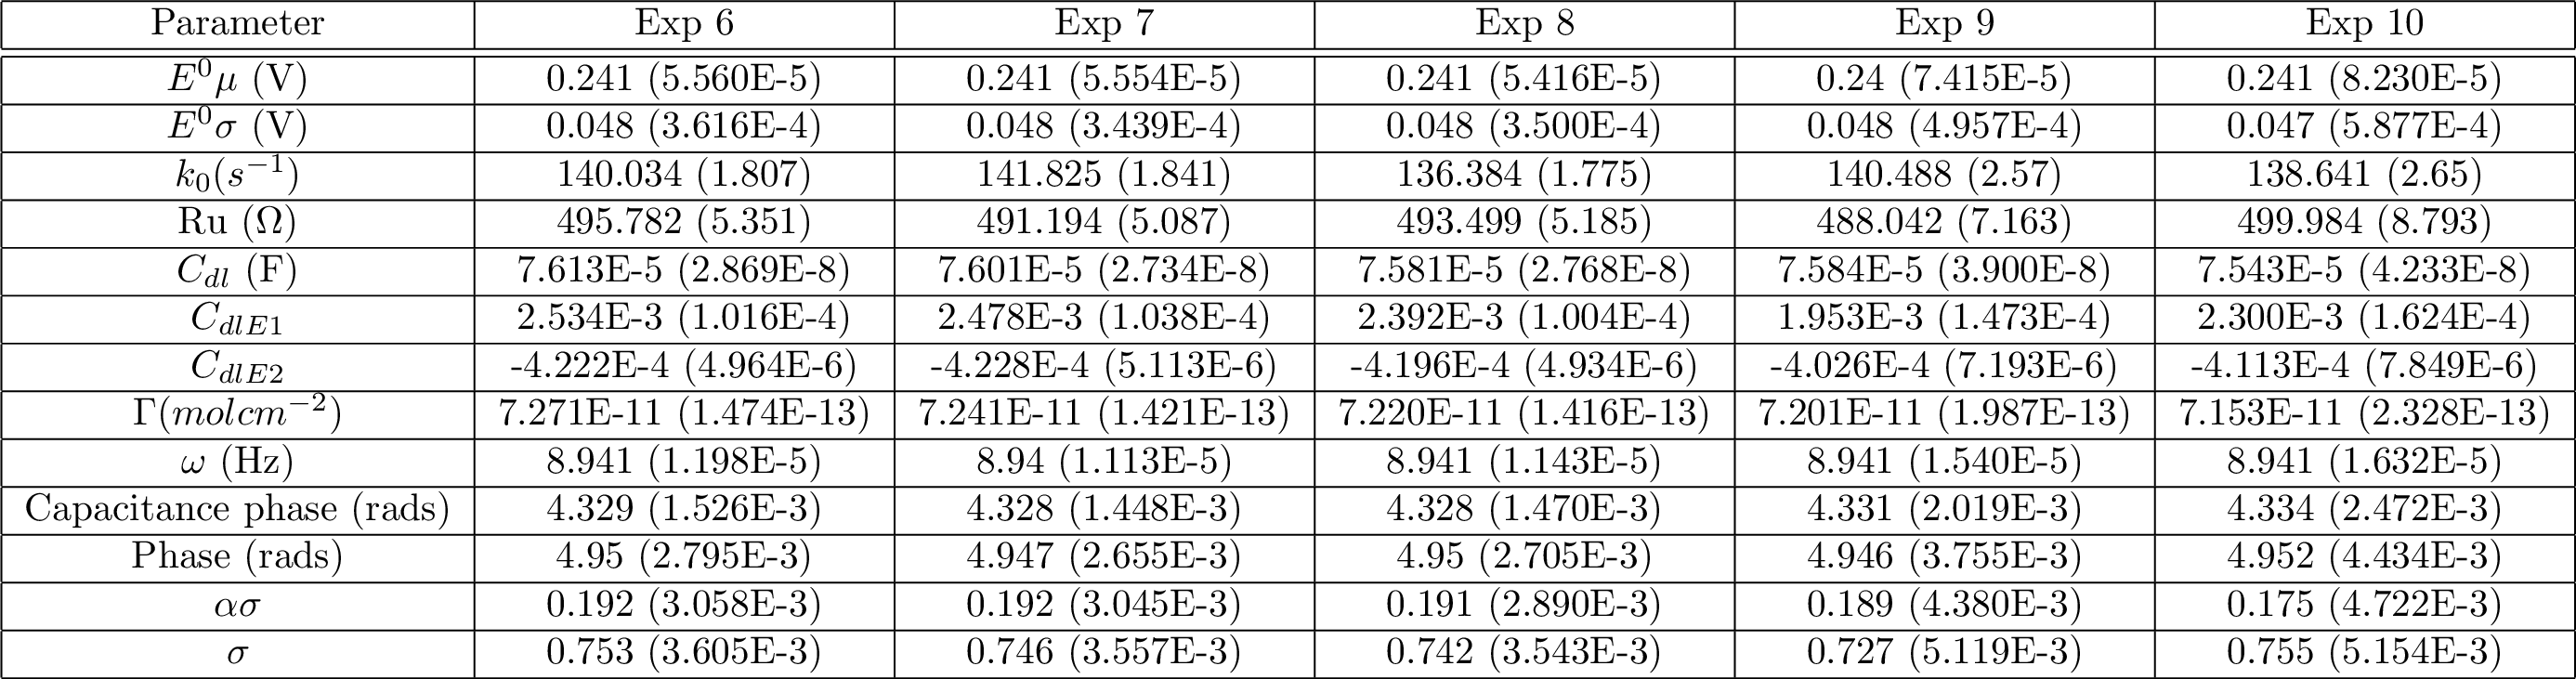 Parameter Exp 6 Exp 7 Exp 8 Exp 9 Exp 10
E⁰μ (V) 0.241 (5.560E-5) 0.241 (5.554E-5) 0.241 (5.416E-5) 0.24 (7.415E-5) 0.241 (8.230E-5)
E⁰σ (V) 0.048 (3.616E-4) 0.048 (3.439E-4) 0.048 (3.500E-4) 0.048 (4.957E-4) 0.047 (5.877E-4)
k₀(s⁻¹) 140.034 (1.807) 141.825 (1.841) 136.384 (1.775) 140.488 (2.57) 138.641 (2.65)
Ru (Ω) 495.782 (5.351) 491.194 (5.087) 493.499 (5.185) 488.042 (7.163) 499.984 (8.793)
C_{dl} (F) 7.613E-5 (2.869E-8) 7.601E-5 (2.734E-8) 7.581E-5 (2.768E-8) 7.584E-5 (3.900E-8) 7.543E-5 (4.233E-8)
C_{dlE1} 2.534E-3 (1.016E-4) 2.478E-3 (1.038E-4) 2.392E-3 (1.004E-4) 1.953E-3 (1.473E-4) 2.300E-3 (1.624E-4)
C_{dlE2} -4.222E-4 (4.964E-6) -4.228E-4 (5.113E-6) -4.196E-4 (4.934E-6) -4.026E-4 (7.193E-6) -4.113E-4 (7.849E-6)
Γ(molcm⁻²) 7.271E-11 (1.474E-13) 7.241E-11 (1.421E-13) 7.220E-11 (1.416E-13) 7.201E-11 (1.987E-13) 7.153E-11 (2.328E-13)
ω (Hz) 8.941 (1.198E-5) 8.94 (1.113E-5) 8.941 (1.143E-5) 8.941 (1.540E-5) 8.941 (1.632E-5)
Capacitance phase (rads) 4.329 (1.526E-3) 4.328 (1.448E-3) 4.328 (1.470E-3) 4.331 (2.019E-3) 4.334 (2.472E-3)
Phase (rads) 4.95 (2.795E-3) 4.947 (2.655E-3) 4.95 (2.705E-3) 4.946 (3.755E-3) 4.952 (4.434E-3)
ασ 0.192 (3.058E-3) 0.192 (3.045E-3) 0.191 (2.890E-3) 0.189 (4.380E-3) 0.175 (4.722E-3)
σ 0.753 (3.605E-3) 0.746 (3.557E-3) 0.742 (3.543E-3) 0.727 (5.119E-3) 0.755 (5.154E-3)